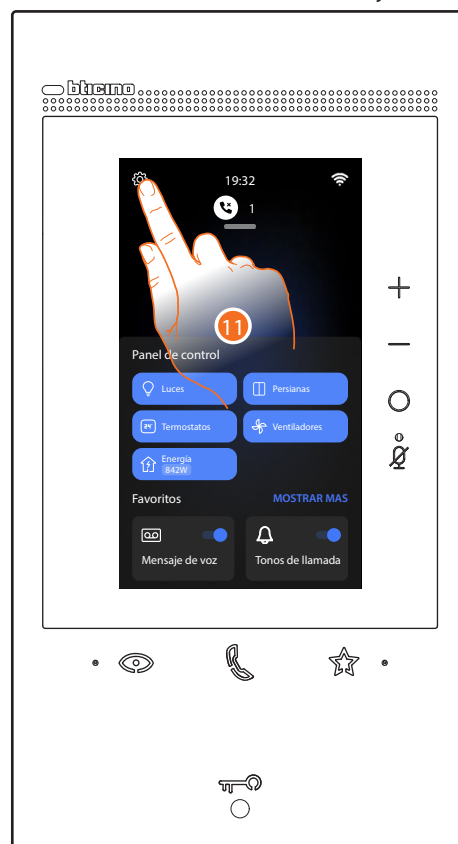 bticino
19:32
1
11
Panel de control
Luces
Persianas
Termostatos
Ventiladores
Energía
842W
Favoritos
MOSTRAR MAS
Mensaje de voz
Tonos de llamada